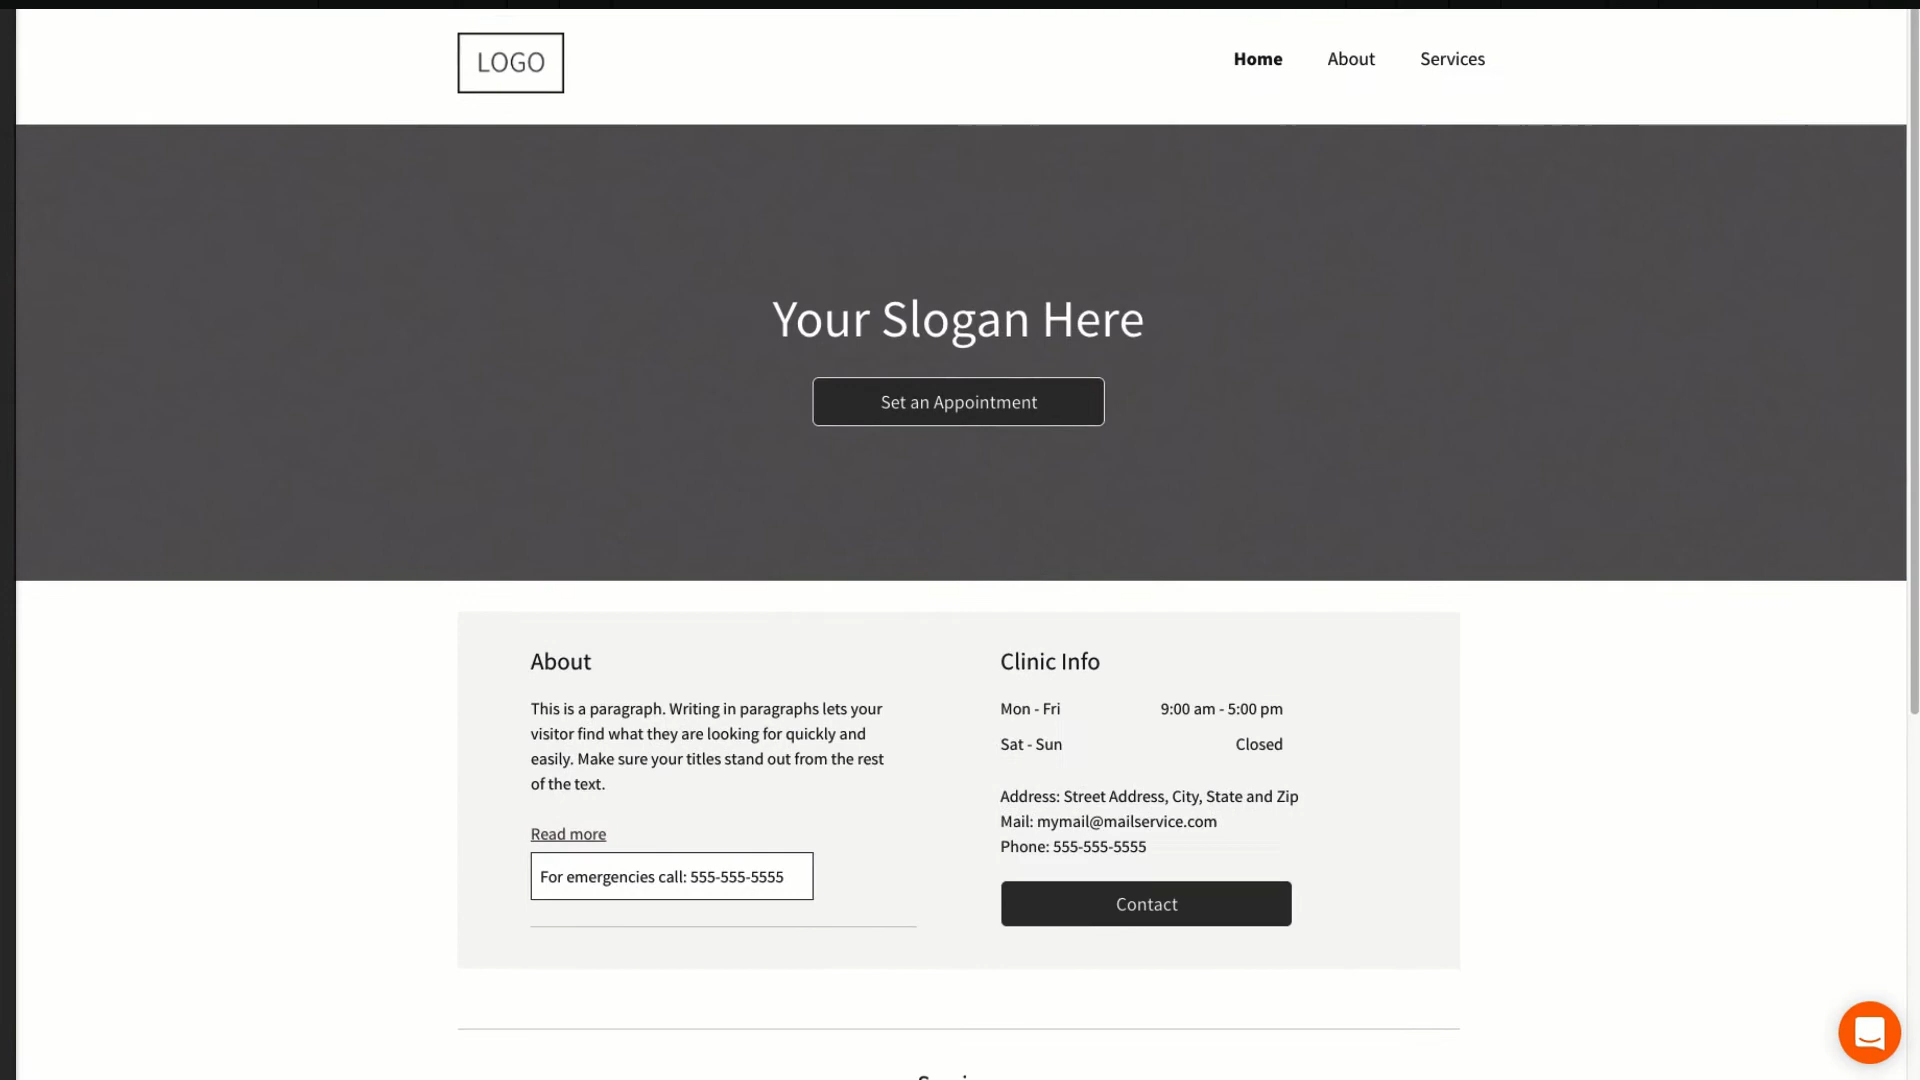 LOGO
Home About Services
Your Slogan Here
Set an Appointment
About
This is a paragraph. Writing in paragraphs lets your
visitor find what they are looking for quickly and
easily. Make sure your titles stand out from the rest
of the text.
Read more
For emergencies call: 555-555-5555
Clinic Info
Mon - Fri 9:00 am - 5:00 pm
Sat - Sun Closed
Address: Street Address, City, State and Zip
Mail: mymail@mailservice.com
Phone: 555-555-5555
Contact